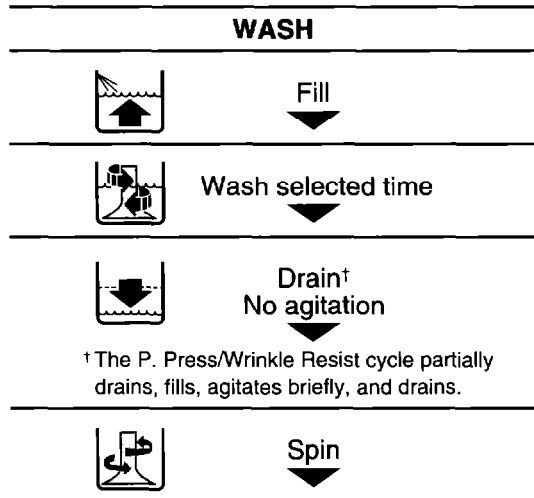 WASH
Fill
Wash selected time
Drain†
No agitation
† The P. Press/Wrinkle Resist cycle partially
drains, fills, agitates briefly, and drains.
Spin